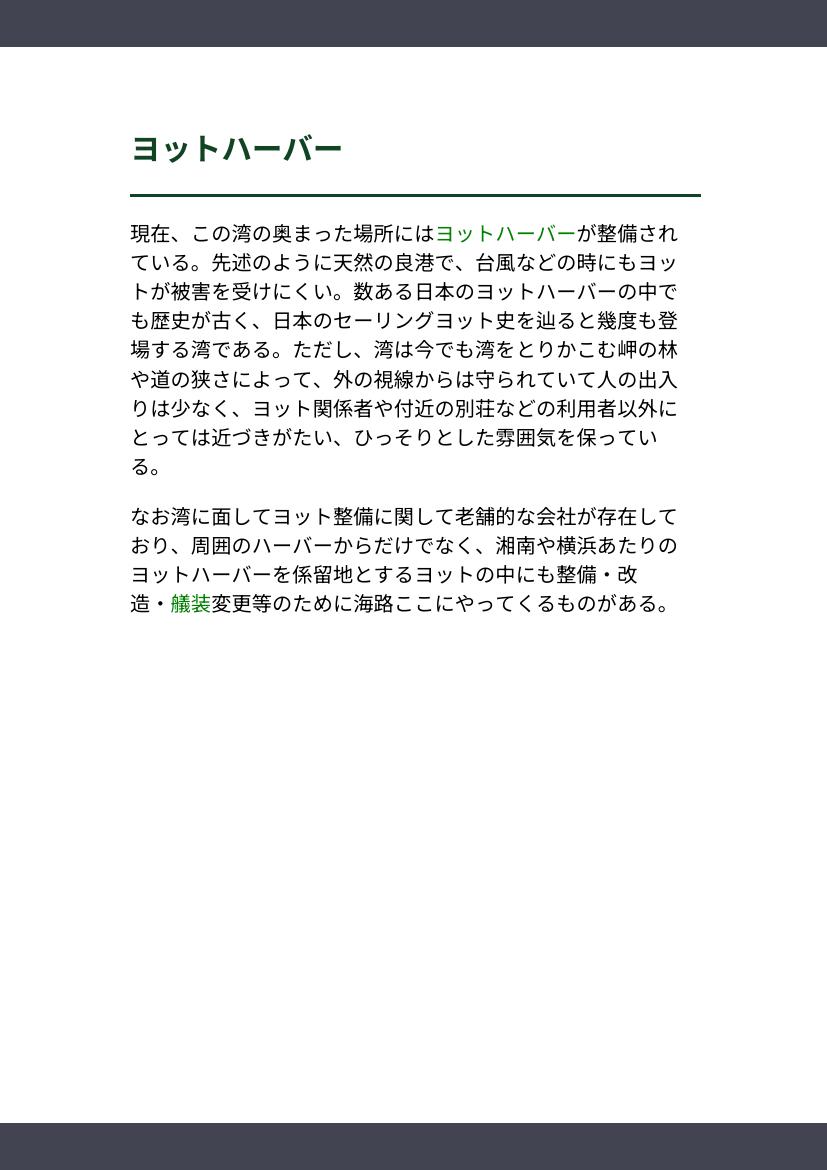 ヨットハーバー
現在、この湾の奥まった場所にはヨットハーバーが整備され
ている。先述のように天然の良港で、台風などの時にもヨッ
トが被害を受けにくい。数ある日本のヨットハーバーの中で
も歴史が古く、日本のセーリングヨット史を辿ると幾度も登
場する湾である。ただし、湾は今でも湾をとりかこむ岬の林
や道の狭さによって、外の視線からは守られていて人の出入
りは少なく、ヨット関係者や付近の別荘などの利用者以外に
とっては近づきがたい、ひっそりとした雰囲気を保ってい
る。
なお湾に面してヨット整備に関して老舗的な会社が存在して
おり、周囲のハーバーからだけでなく、湘南や横浜あたりの
ヨットハーバーを係留地とするヨットの中にも整備・改
造・艤装変更等のために海路ここにやってくるものがある。